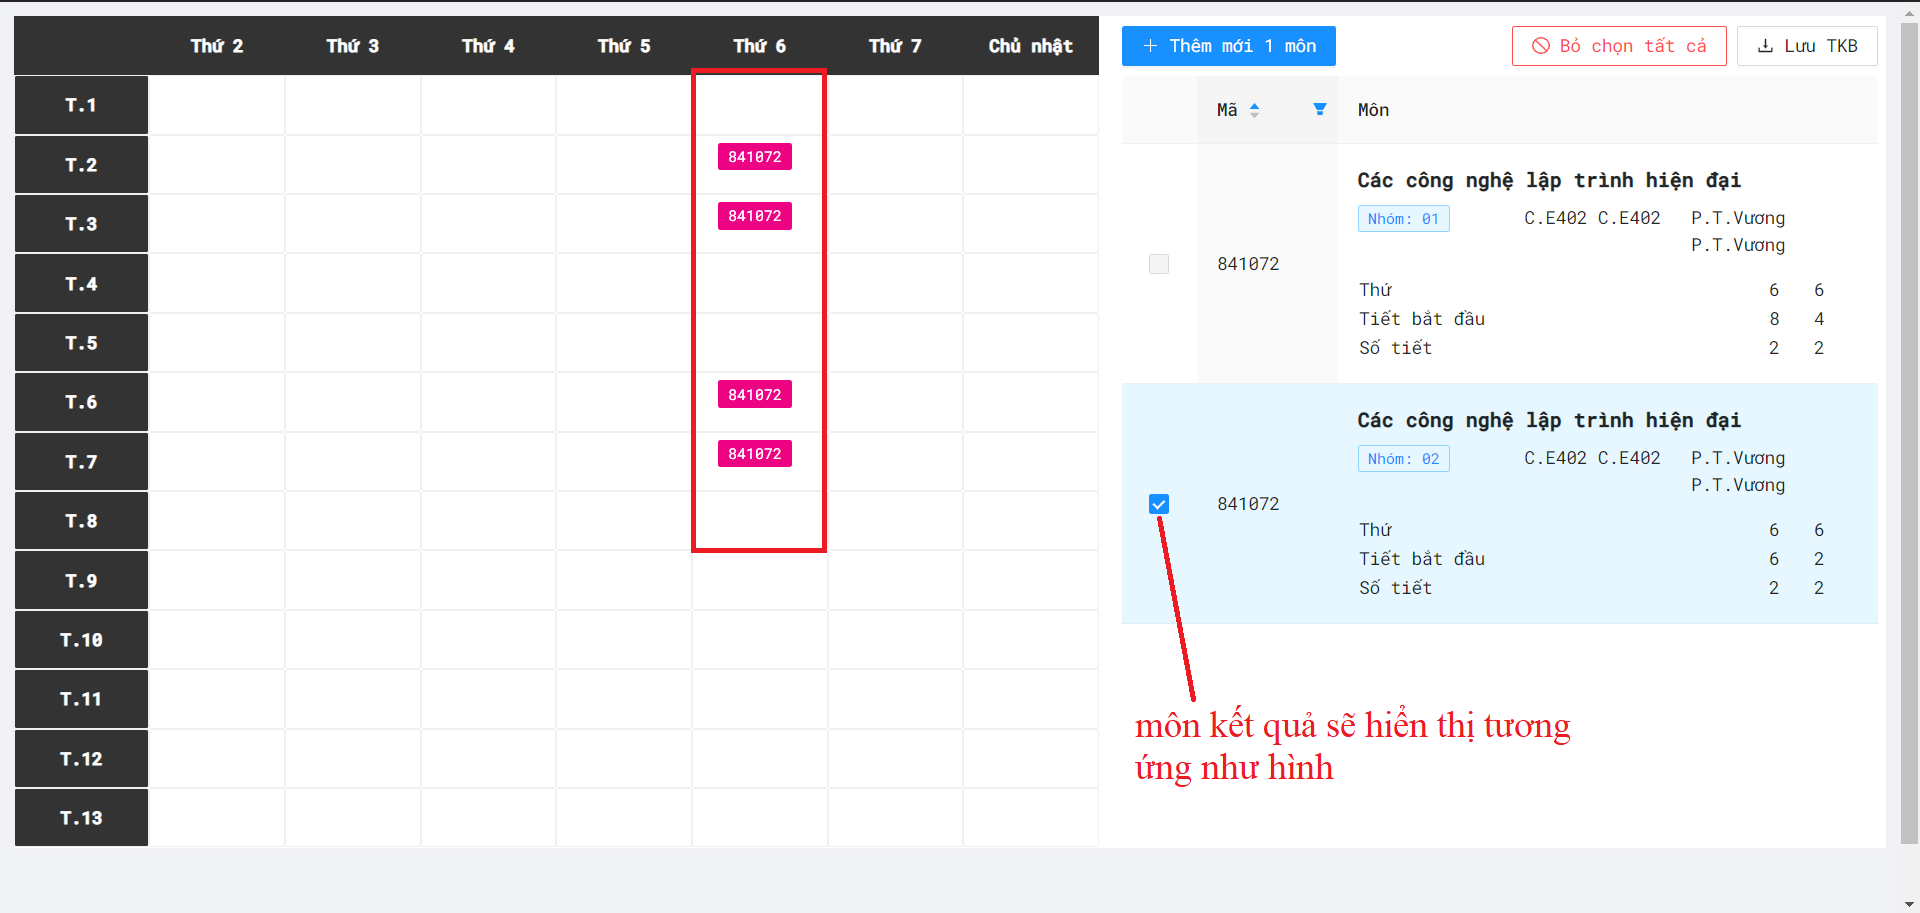 Thứ 2 Thứ 3 Thứ 4 Thứ 5 Thứ 6 Thứ 7 Chủ nhật
T.1
T.2 841072
T.3 841072
T.4
T.5
T.6 841072
T.7 841072
T.8
T.9
T.10
T.11
T.12
T.13
Thêm mới 1 môn Bỏ chọn tất cả Lưu TKB
Mã Môn
Các công nghệ lập trình hiện đại
Nhóm: 01 C.E402 C.E402 P.T.Vương
P.T.Vương
841072
Thứ 6 6
Tiết bắt đầu 8 4
Số tiết 2 2
Các công nghệ lập trình hiện đại
Nhóm: 02 C.E402 C.E402 P.T.Vương
P.T.Vương
841072
Thứ 6 6
Tiết bắt đầu 6 2
Số tiết 2 2
môn kết quả sẽ hiển thị tương
ứng như hình